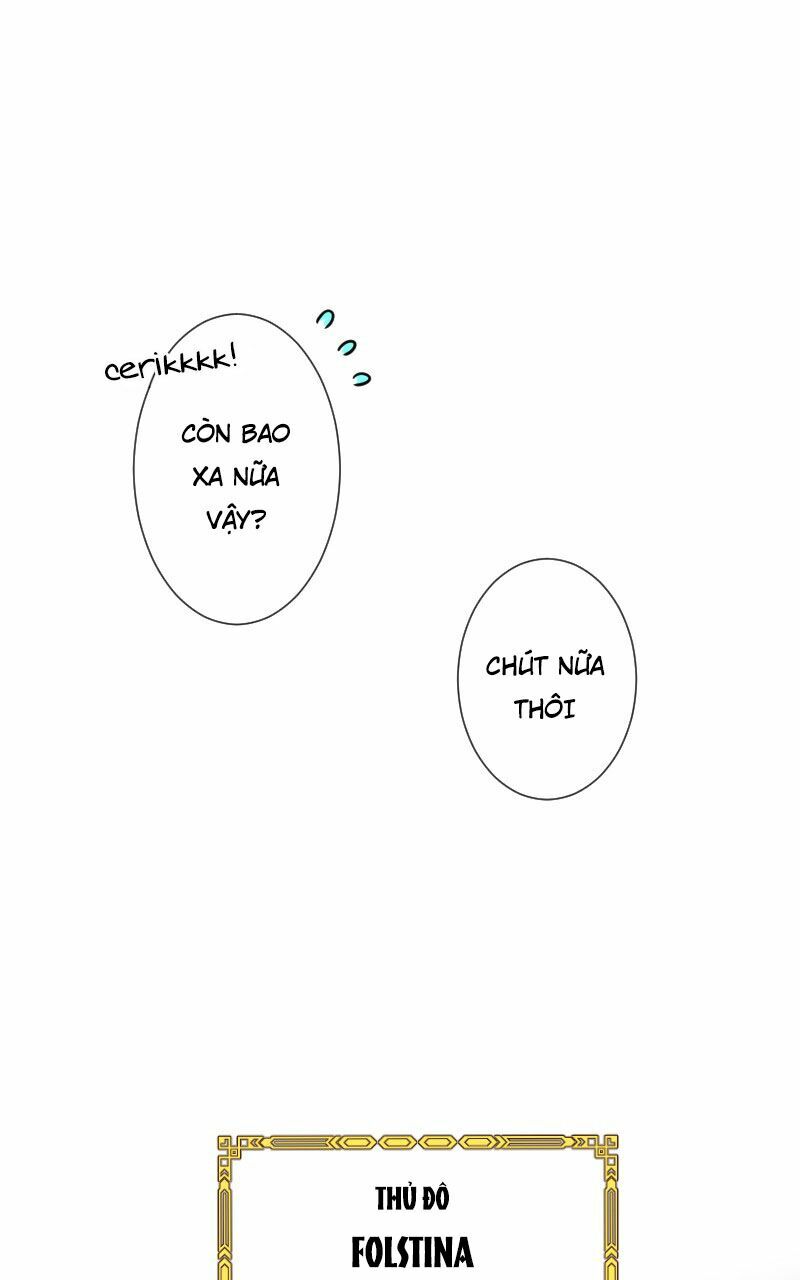 cerikkkk!
CÒN BAO
XA NỮA
VẬY?
CHÚT NỮA
THÔI
THỦ ĐÔ
FOLSTINA